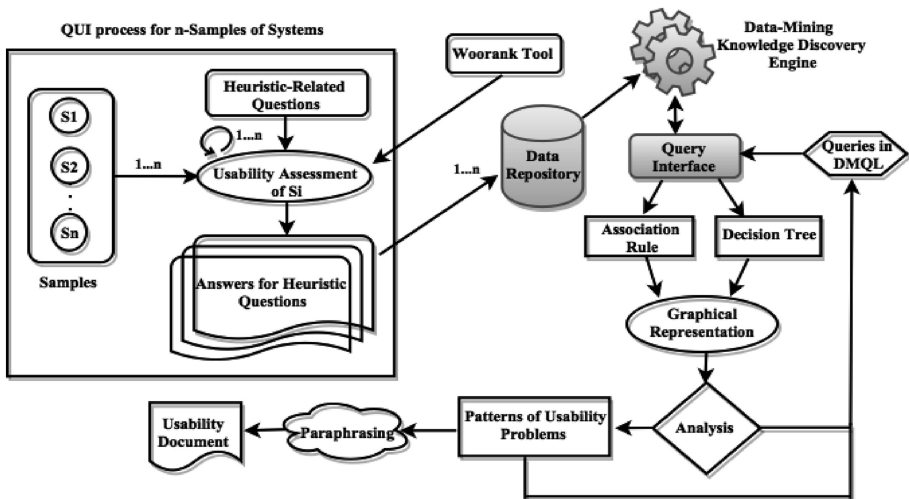 QUI process for n-Samples of Systems
S1
S2
.
.
Sn
Samples
1...n
Heuristic-Related
Questions
1...n
Usability Assessment
of Si
Answers for Heuristic
Questions
Woorank Tool
1...n
Data
Repository
Data-Mining
Knowledge Discovery
Engine
Query
Interface
Queries in
DMQL
Association
Rule
Decision Tree
Graphical
Representation
Analysis
Patterns of Usability
Problems
Paraphrasing
Usability
Document